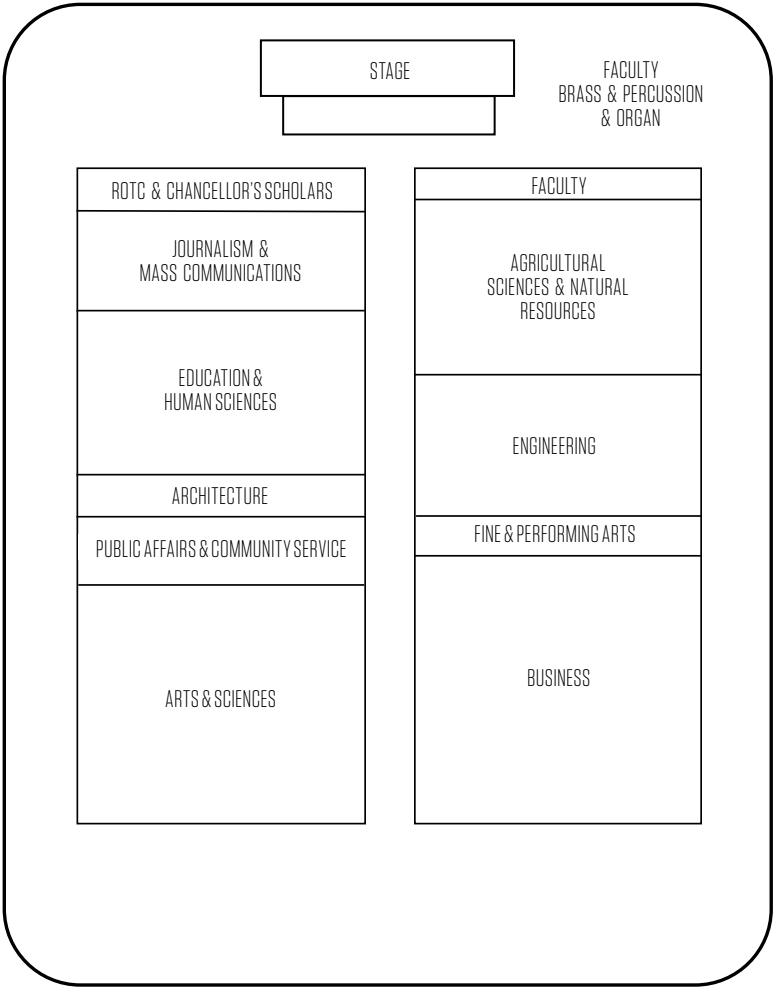 STAGE
FACULTY
BRASS & PERCUSSION
& ORGAN
ROTC & CHANCELLOR'S SCHOLARS
JOURNALISM &
MASS COMMUNICATIONS
EDUCATION &
HUMAN SCIENCES
ARCHITECTURE
PUBLIC AFFAIRS & COMMUNITY SERVICE
ARTS & SCIENCES
FACULTY
AGRICULTURAL
SCIENCES & NATURAL
RESOURCES
ENGINEERING
FINE & PERFORMING ARTS
BUSINESS